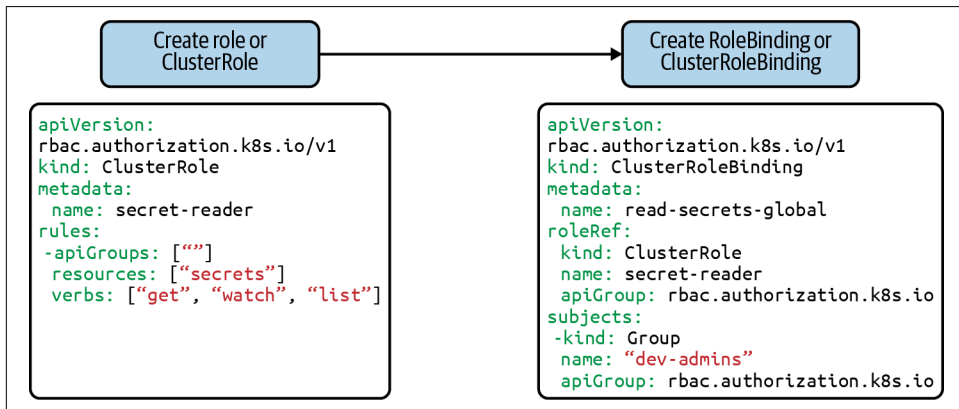 Create role or
ClusterRole
Create RoleBinding or
ClusterRoleBinding
apiVersion:
rbac.authorization.k8s.io/v1
kind: ClusterRole
metadata:
 name: secret-reader
rules:
 -apiGroups: [“”]
 resources: [“secrets”]
 verbs: [“get”, “watch”, “list”]
apiVersion:
rbac.authorization.k8s.io/v1
kind: ClusterRoleBinding
metadata:
 name: read-secrets-global
roleRef:
 kind: ClusterRole
 name: secret-reader
 apiGroup: rbac.authorization.k8s.io
subjects:
 -kind: Group
 name: “dev-admins”
 apiGroup: rbac.authorization.k8s.io